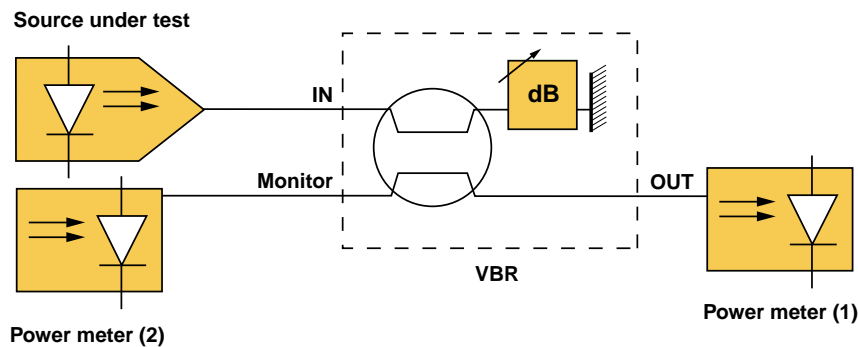 Source under test
IN
dB
Monitor
OUT
VBR
Power meter (2)
Power meter (1)